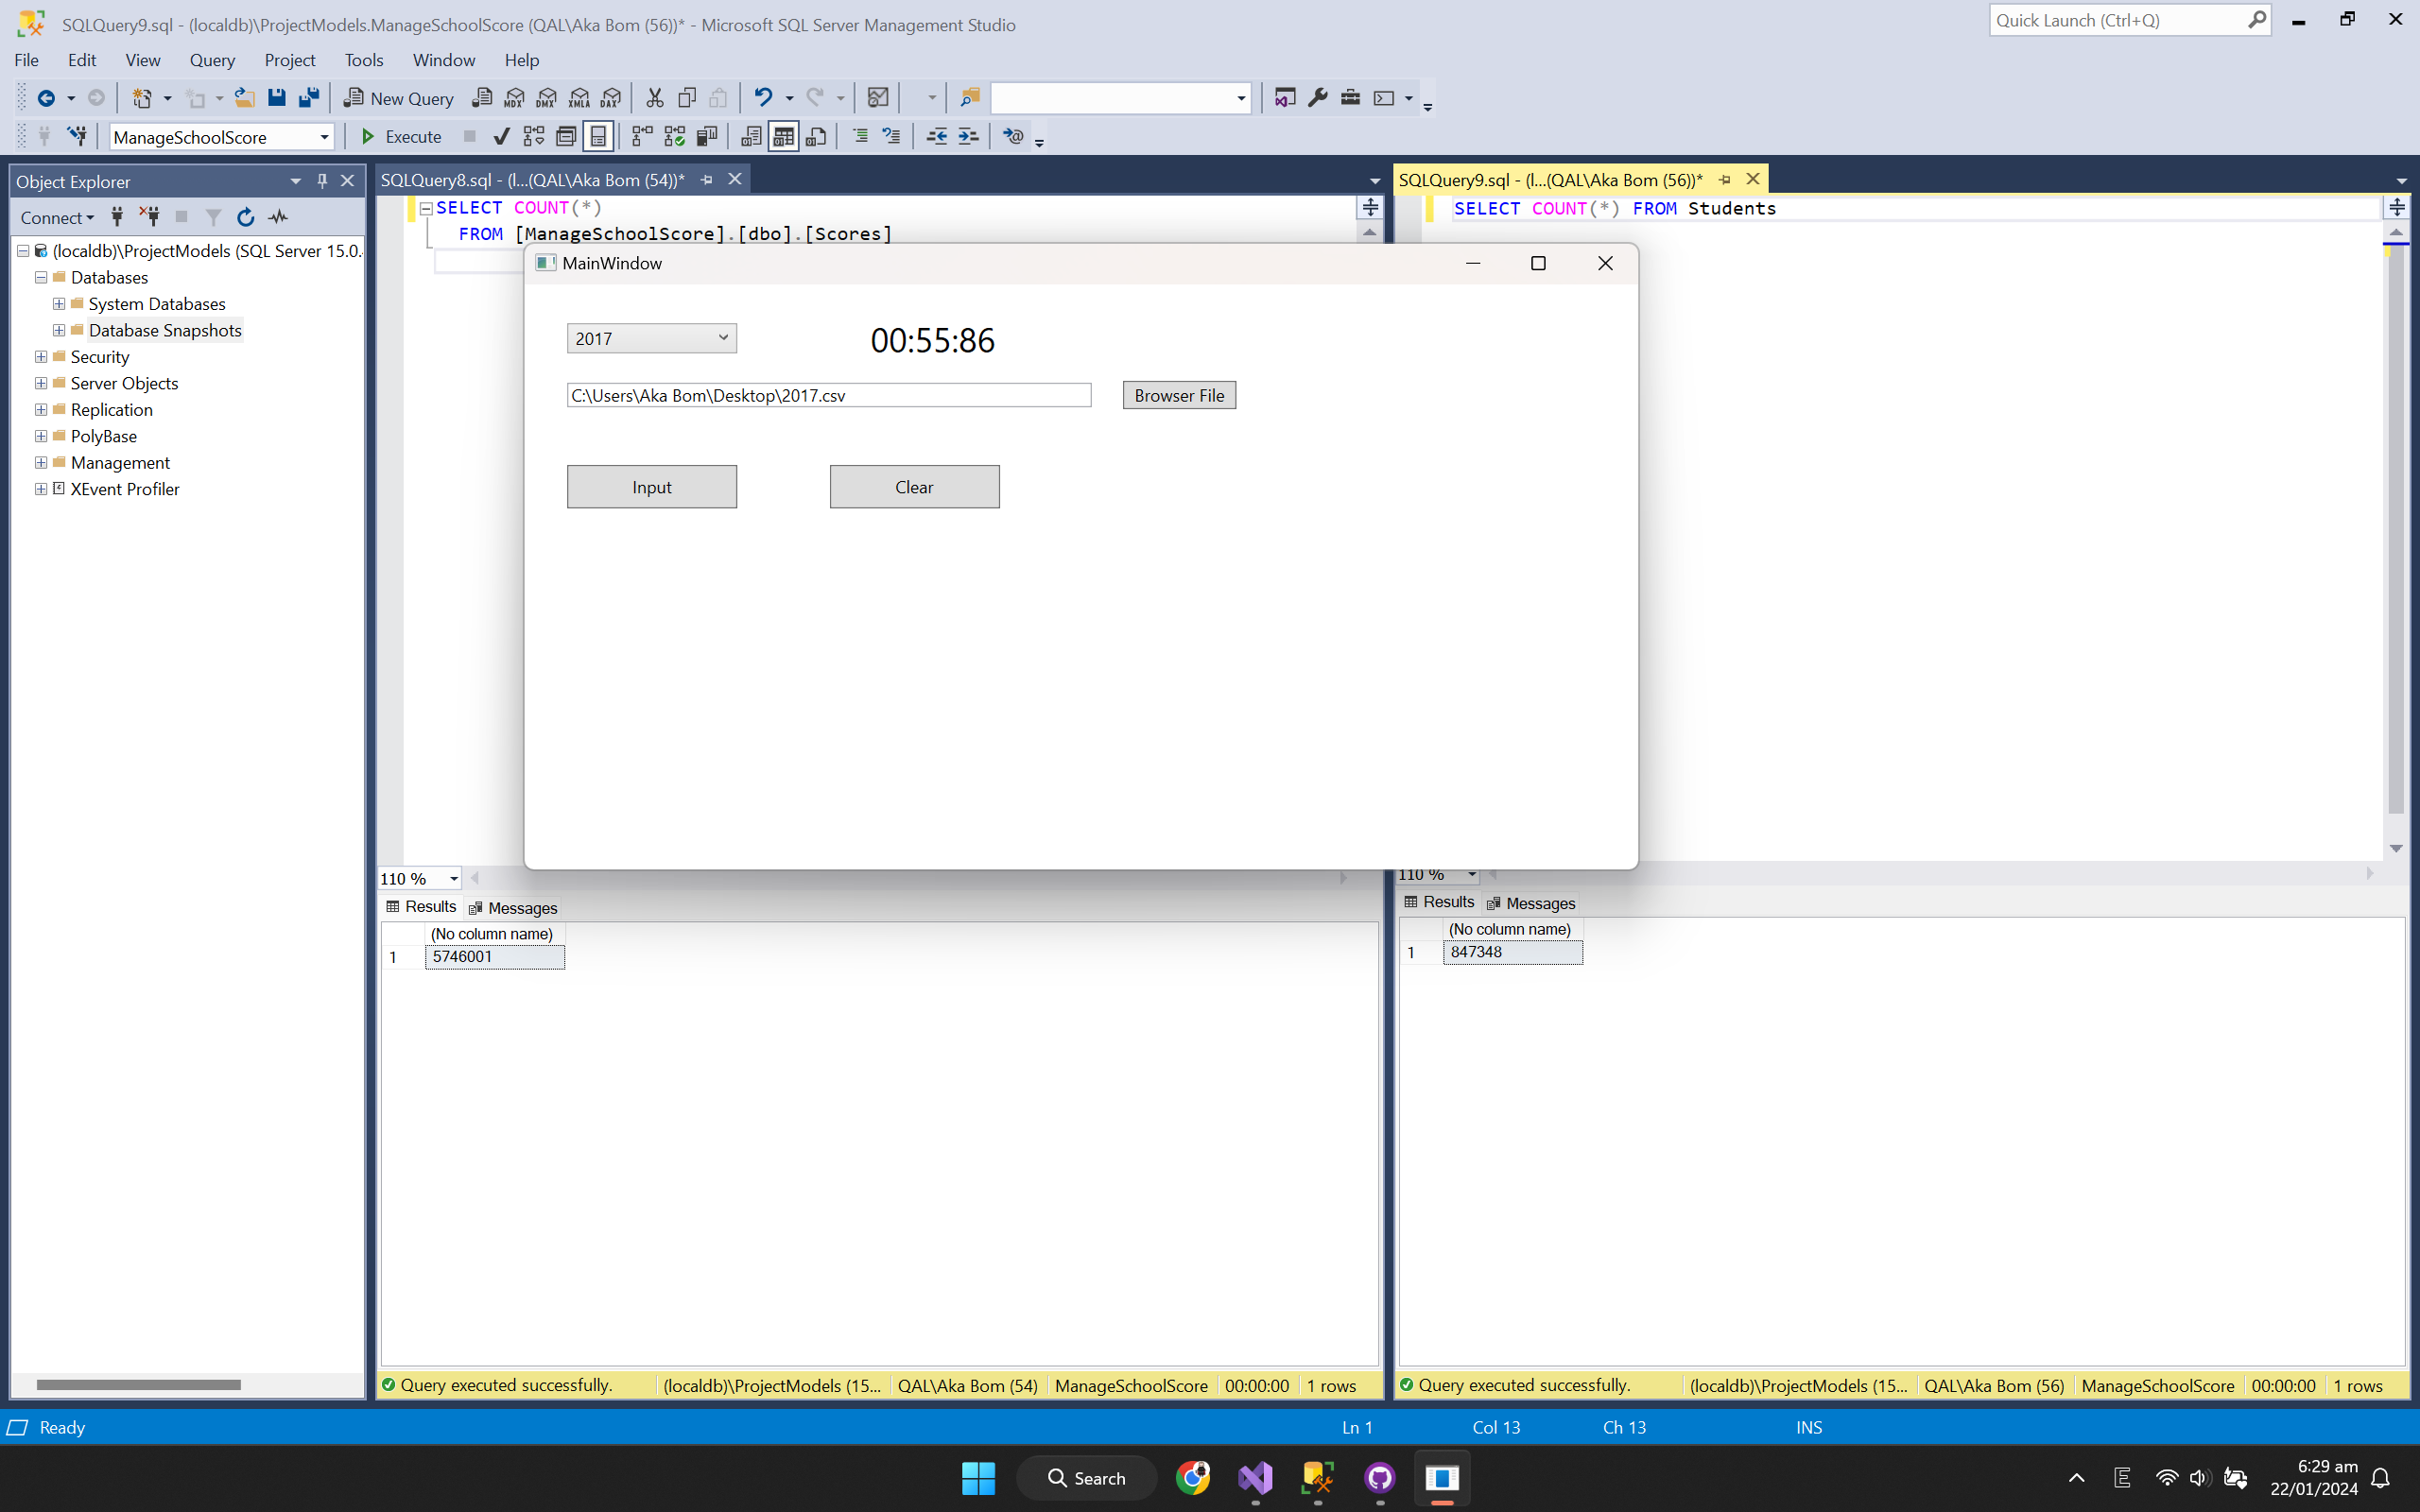 SQLQuery9.sql - (localdb)\ProjectModels.ManageSchoolScore (QAL\Aka Bom (56))* - Microsoft SQL Server Management Studio
Quick Launch (Ctrl+Q)
File Edit View Query Project Tools Window Help
New Query MDX DMX XMLA DAX
ManageSchoolScore Execute
Object Explorer
Connect
(localdb)\ProjectModels (SQL Server 15.0.
Databases
System Databases
Database Snapshots
Security
Server Objects
Replication
PolyBase
Management
XEvent Profiler
SQLQuery8.sql - (l...(QAL\Aka Bom (54))*
SELECT COUNT(*)
FROM [ManageSchoolScore].[dbo].[Scores]
SQLQuery9.sql - (l...(QAL\Aka Bom (56))*
SELECT COUNT(*) FROM Students
MainWindow
2017
00:55:86
C:\Users\Aka Bom\Desktop\2017.csv
Browser File
Input
Clear
110 %
Results Messages
(No column name)
1 5746001
Query executed successfully. (localdb)\ProjectModels (15... QAL\Aka Bom (54) ManageSchoolScore 00:00:00 1 rows
110 %
Results Messages
(No column name)
1 847348
Query executed successfully. (localdb)\ProjectModels (15... QAL\Aka Bom (56) ManageSchoolScore 00:00:00 1 rows
Ready Ln 1 Col 13 Ch 13 INS
Search
E
6:29 am
22/01/2024